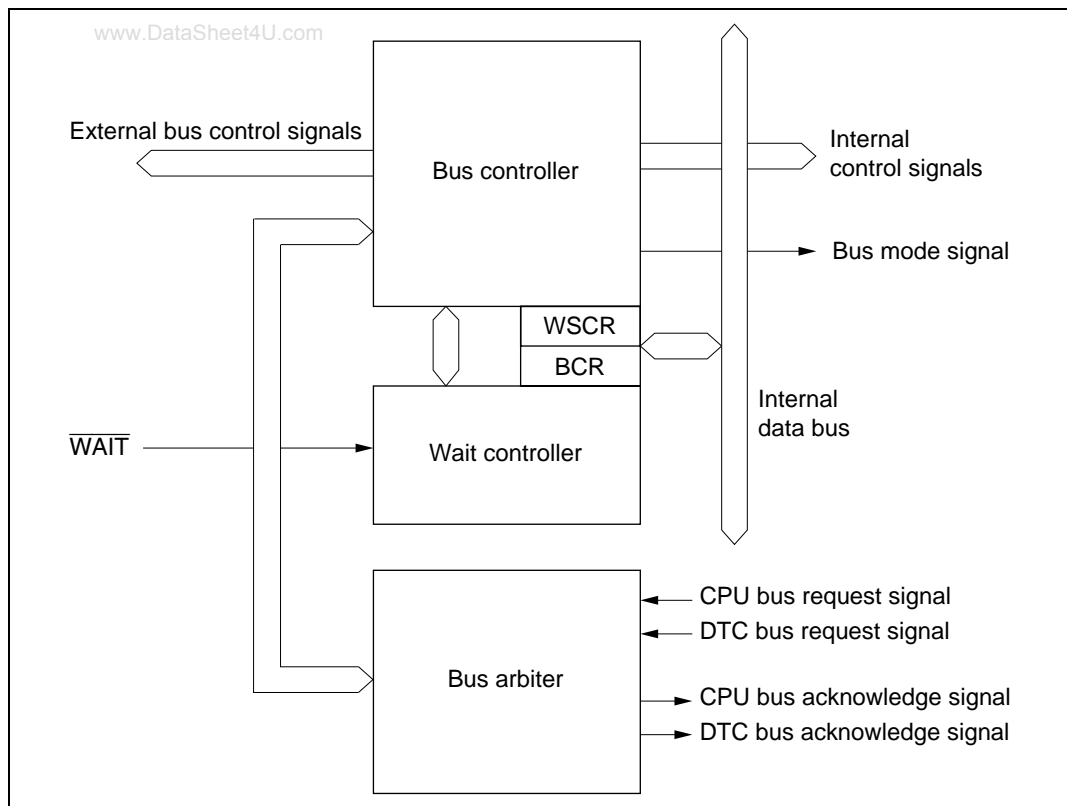 www.DataSheet4U.com
External bus control signals
Bus controller
Internal
control signals
Bus mode signal
WSCR
BCR
Internal
data bus
WAIT
Wait controller
CPU bus request signal
DTC bus request signal
Bus arbiter
CPU bus acknowledge signal
DTC bus acknowledge signal